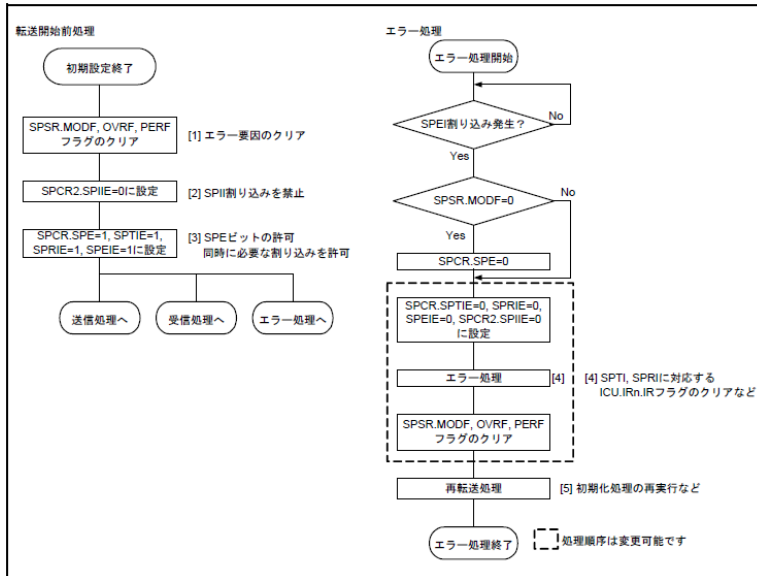 転送開始前処理
初期設定終了
SPSR.MODF, OVRF, PERF
フラグのクリア
[1] エラー要因のクリア
SPCR2.SPIIE=0に設定
[2] SPII割り込みを禁止
SPCR.SPE=1, SPTIE=1,
SPRIE=1, SPEIE=1に設定
[3] SPEビットの許可
同時に必要な割り込みを許可
送信処理へ
受信処理へ
エラー処理へ
エラー処理
エラー処理開始
SPEI割り込み発生？
No
Yes
SPSR.MODF=0
No
Yes
SPCR.SPE=0
SPCR.SPTIE=0, SPRIE=0,
SPEIE=0, SPCR2.SPIIE=0
に設定
エラー処理
[4]
[4] SPTI, SPRIに対応する
ICU.IRn.IRフラグのクリアなど
SPSR.MODF, OVRF, PERF
フラグのクリア
再転送処理
[5] 初期化処理の再実行など
エラー処理終了
処理順序は変更可能です